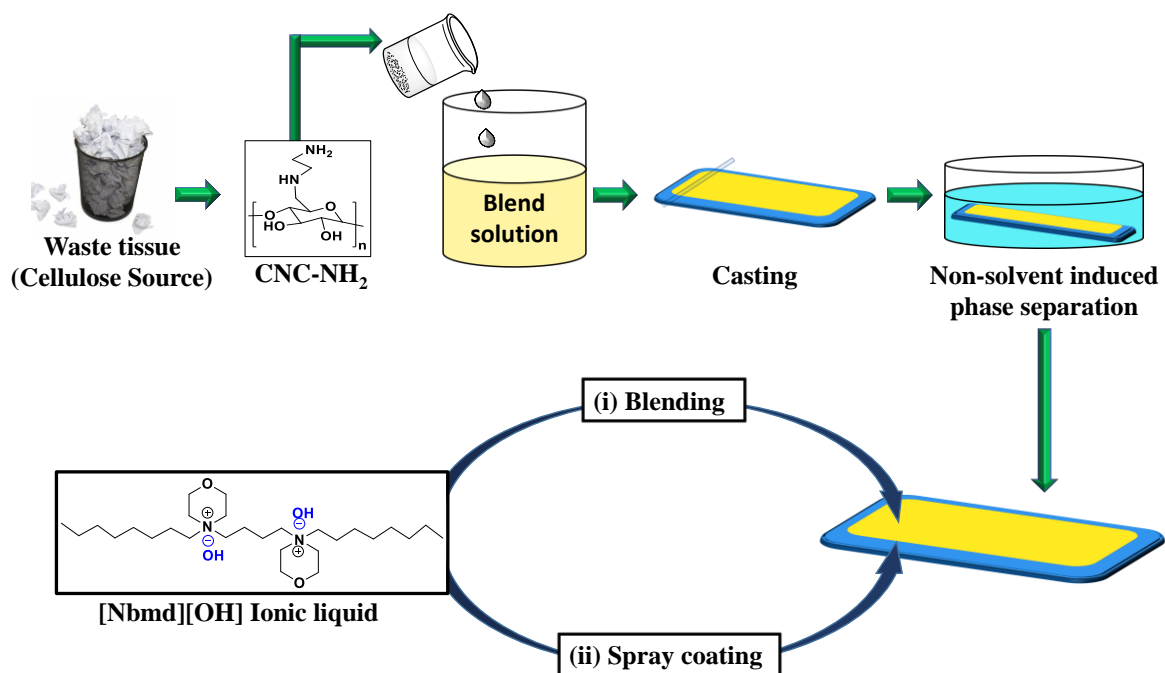 NH₂
HN
O
O
HO
OH
n
Blend
solution
Waste tissue
(Cellulose Source)
CNC-NH₂
Casting
Non-solvent induced
phase separation
(i) Blending
O
N
⊕
⊖
OH
OH
⊖
N
⊕
O
[Nbmd][OH] Ionic liquid
(ii) Spray coating